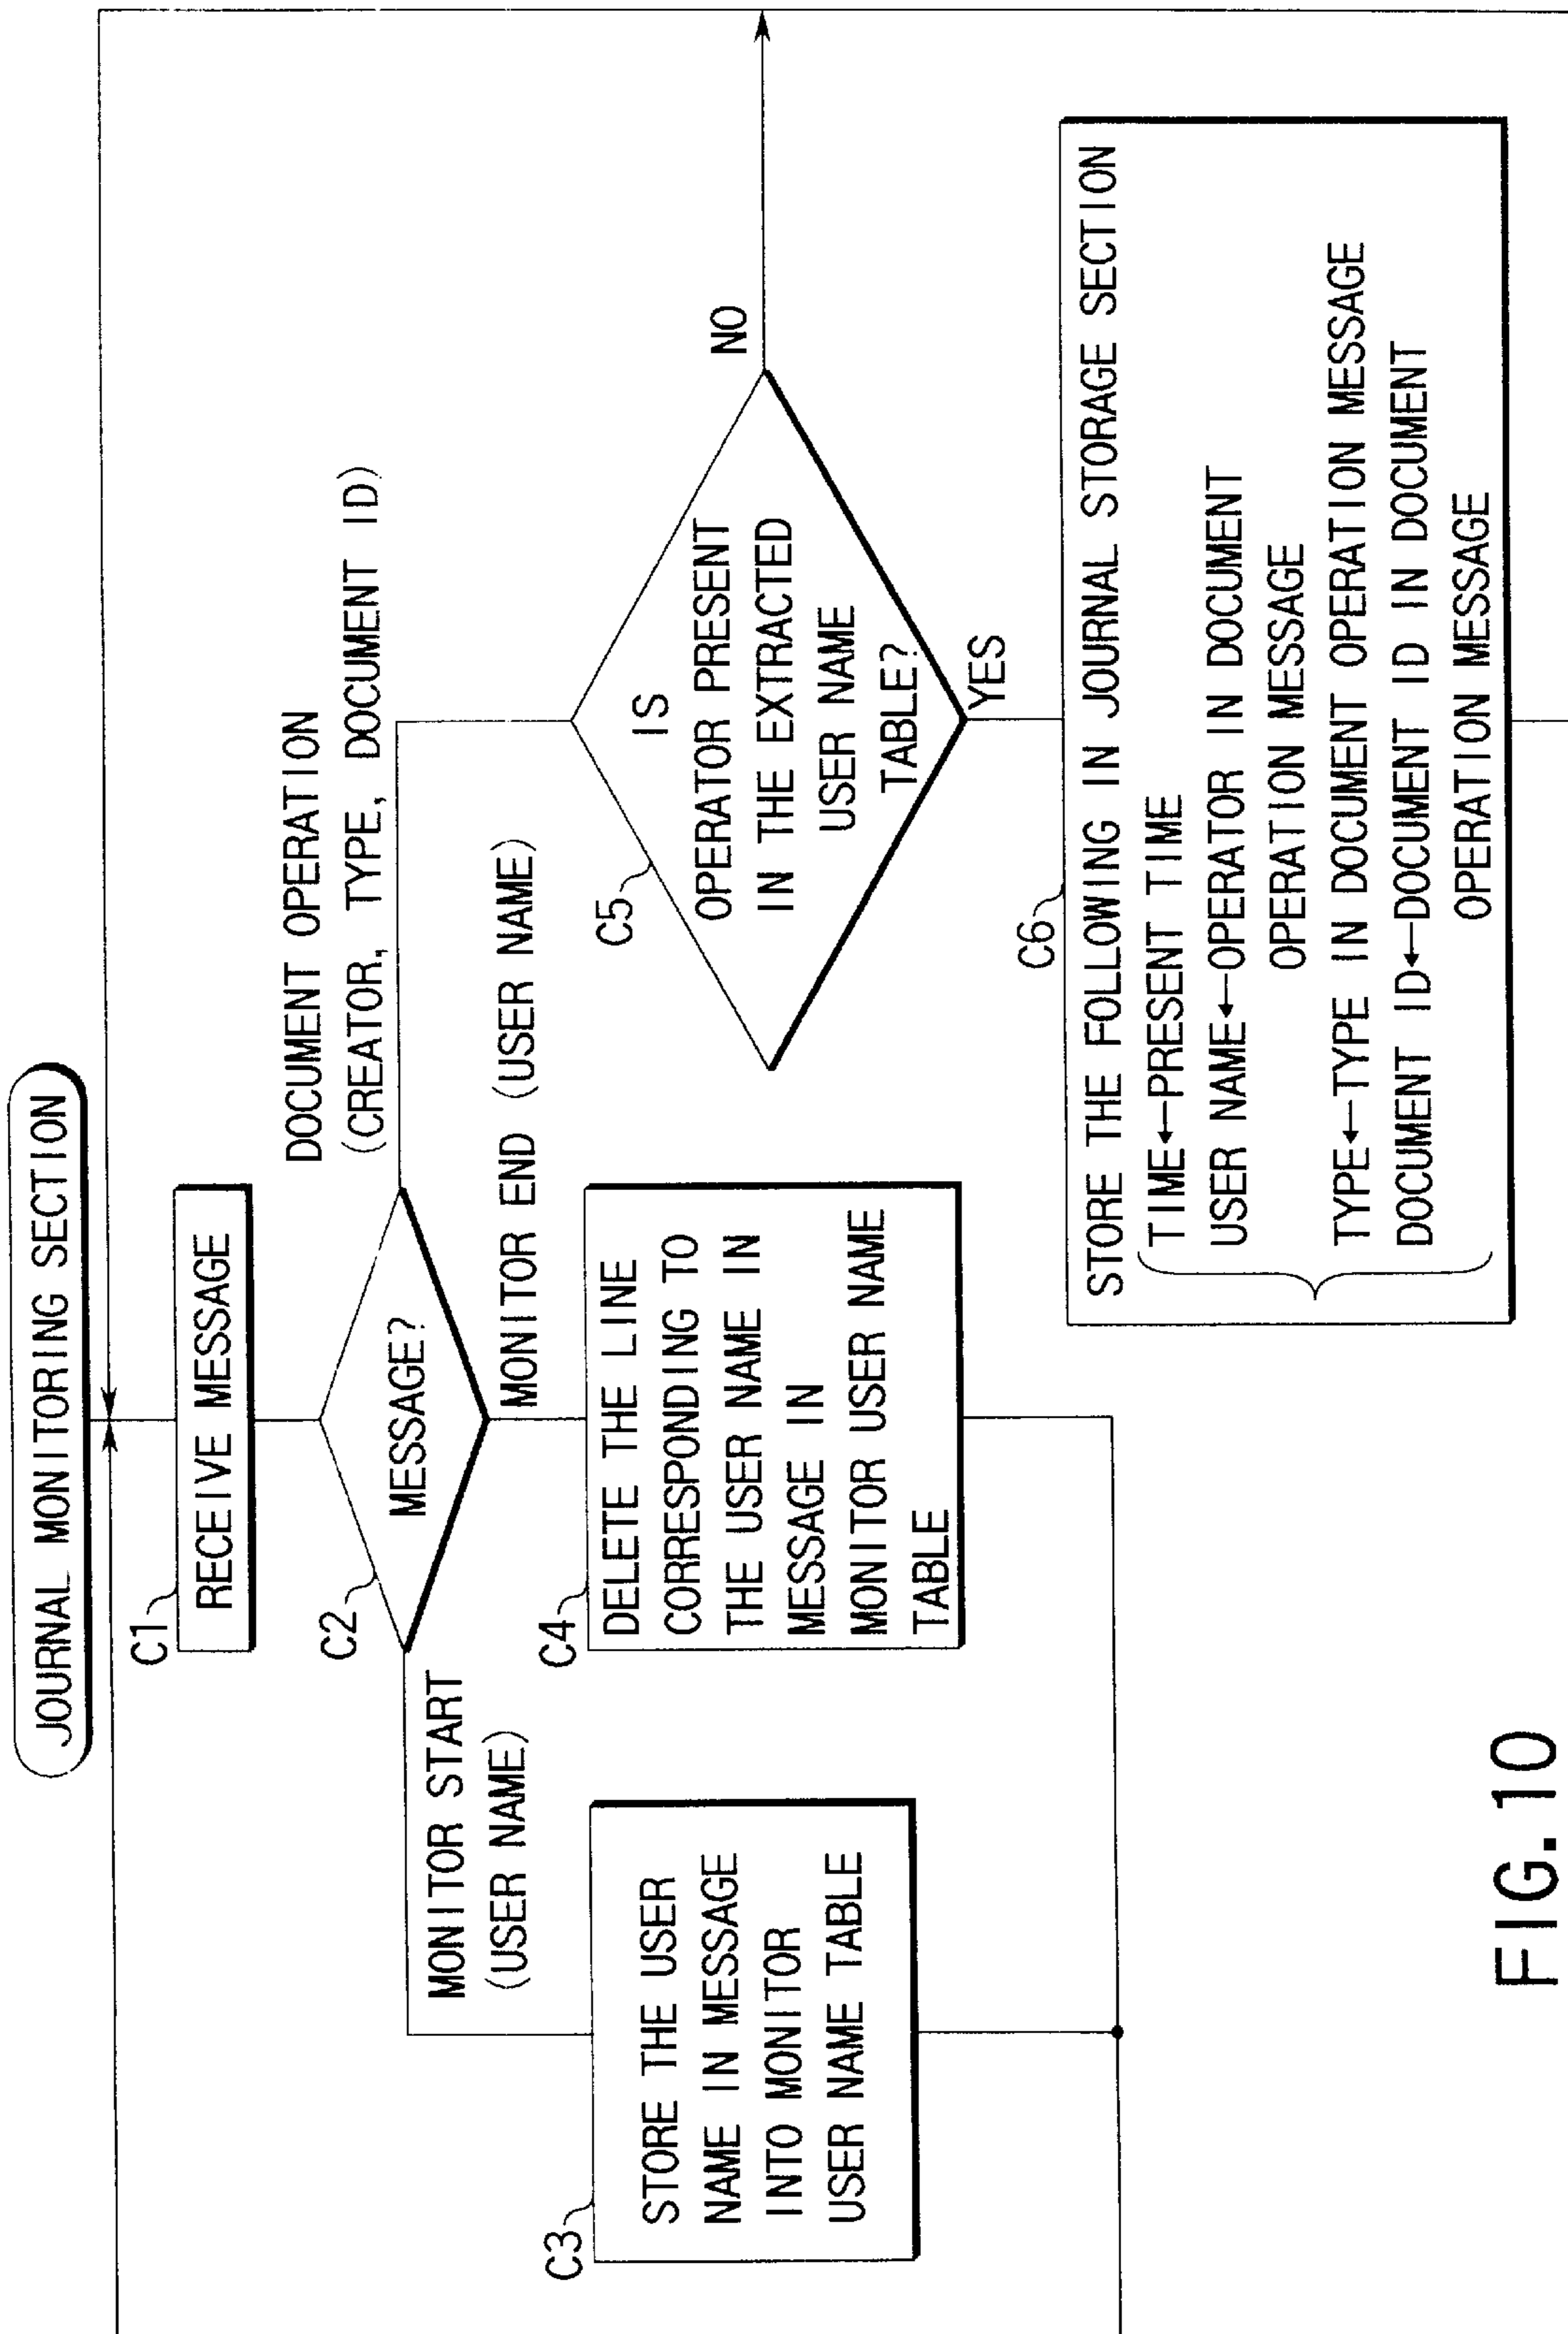 JOURNAL MONITORING SECTION
C1
RECEIVE MESSAGE
C2
MESSAGE?
MONITOR START
(USER NAME)
MONITOR END (USER NAME)
DOCUMENT OPERATION
(CREATOR, TYPE, DOCUMENT ID)
C3
STORE THE USER
NAME IN MESSAGE
INTO MONITOR
USER NAME TABLE
C4
DELETE THE LINE
CORRESPONDING TO
THE USER NAME IN
MESSAGE IN
MONITOR USER NAME
TABLE
C5
IS
OPERATOR PRESENT
IN THE EXTRACTED
USER NAME
TABLE?
NO
YES
C6
STORE THE FOLLOWING IN JOURNAL STORAGE SECTION
TIME←PRESENT TIME
USER NAME←OPERATOR IN DOCUMENT
OPERATION MESSAGE
TYPE←TYPE IN DOCUMENT OPERATION MESSAGE
DOCUMENT ID←DOCUMENT ID IN DOCUMENT
OPERATION MESSAGE
FIG.10